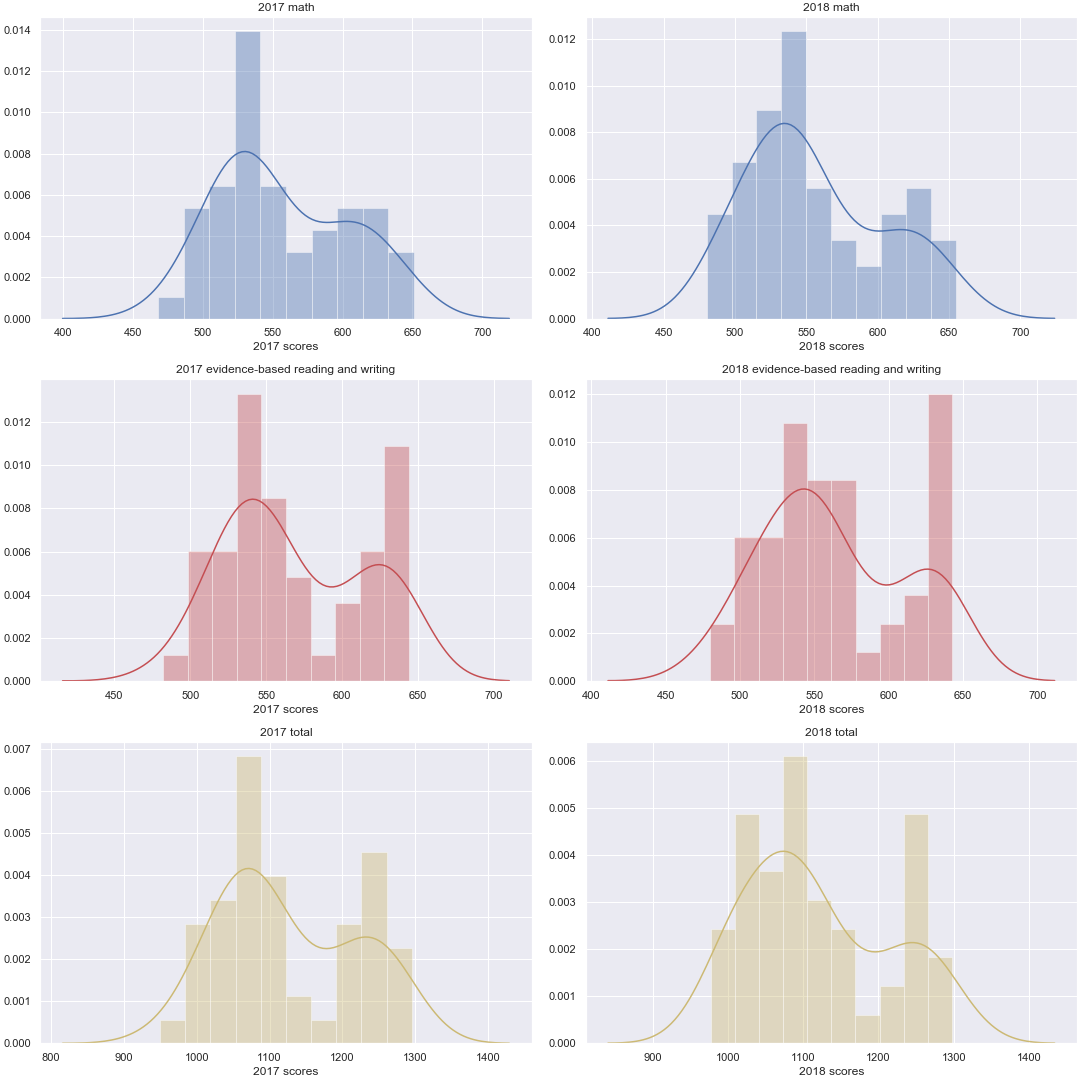 2017 math
2018 math
0.014
0.012
0.010
0.008
0.006
0.004
0.002
0.000
400 450 500 550 600 650 700
2017 scores
0.012
0.010
0.008
0.006
0.004
0.002
0.000
400 450 500 550 600 650 700
2018 scores
2017 evidence-based reading and writing
2018 evidence-based reading and writing
0.012
0.010
0.008
0.006
0.004
0.002
0.000
450 500 550 600 650 700
2017 scores
0.012
0.010
0.008
0.006
0.004
0.002
0.000
400 450 500 550 600 650 700
2018 scores
2017 total
2018 total
0.007
0.006
0.005
0.004
0.003
0.002
0.001
0.000
800 900 1000 1100 1200 1300 1400
2017 scores
0.006
0.005
0.004
0.003
0.002
0.001
0.000
900 1000 1100 1200 1300 1400
2018 scores